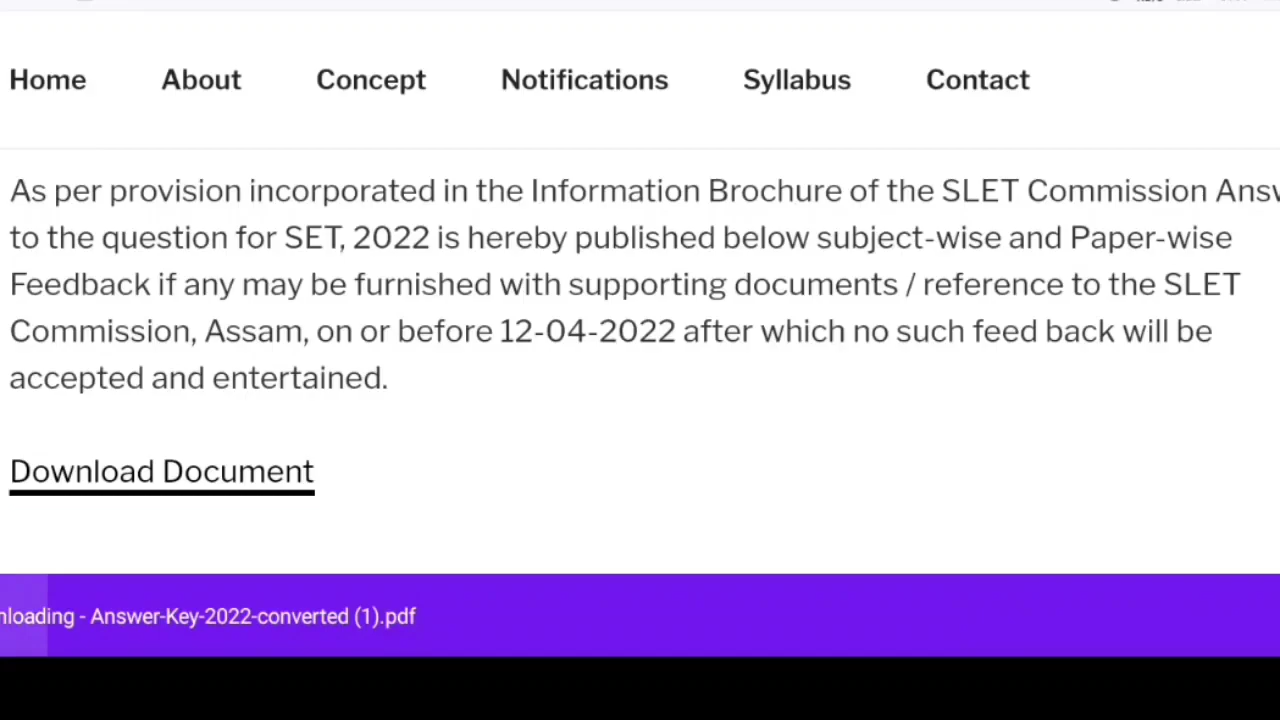 Home About Concept Notifications Syllabus Contact
As per provision incorporated in the Information Brochure of the SLET Commission
to the question for SET, 2022 is hereby published below subject-wise and Paper-wise
Feedback if any may be furnished with supporting documents / reference to the SLET
Commission, Assam, on or before 12-04-2022 after which no such feed back will be
accepted and entertained.
Download Document
nloading - Answer-Key-2022-converted (1).pdf